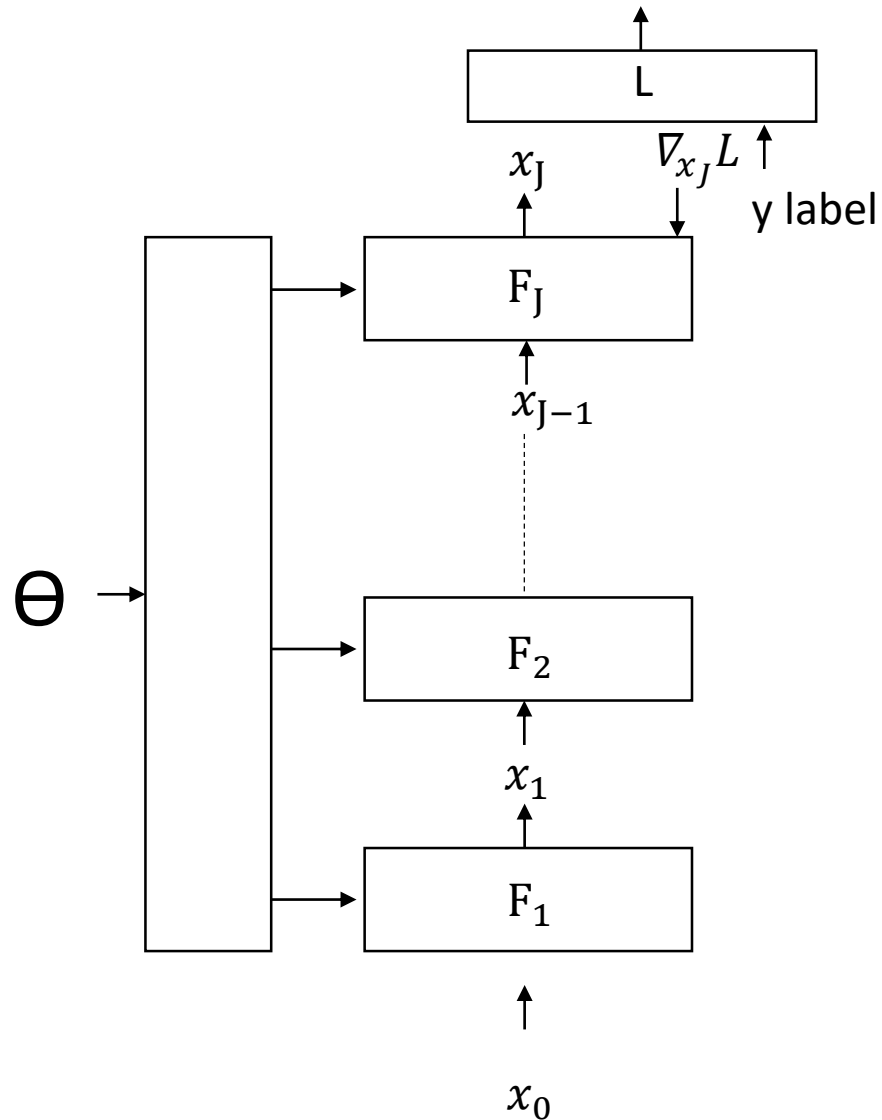 L
∇_{x_J} L
x_J
y label
F_J
x_{J−1}
Θ
F_2
x_1
F_1
x_0